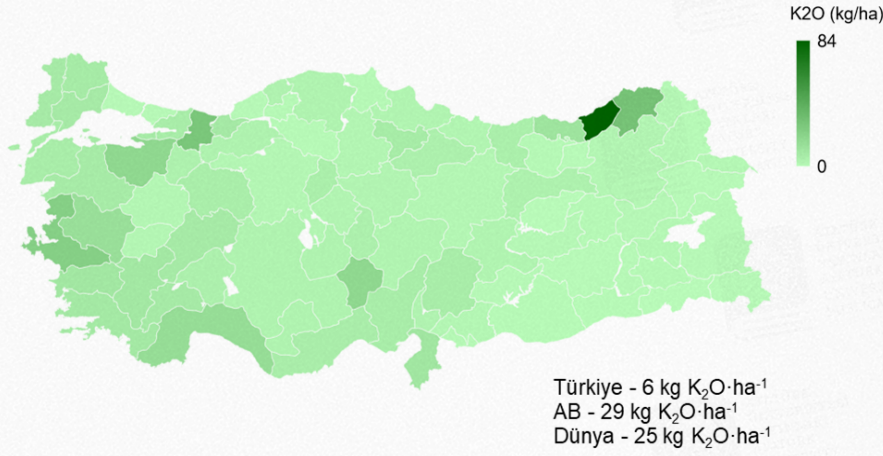 K2O (kg/ha)
84
0
Türkiye - 6 kg K₂O·ha⁻¹
AB - 29 kg K₂O·ha⁻¹
Dünya - 25 kg K₂O·ha⁻¹